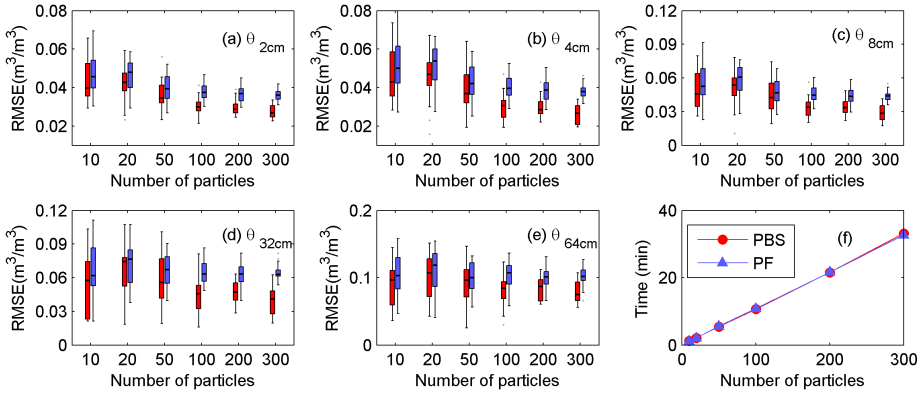 0.08
0.06
0.04
0.02
RMSE(m³/m³)
(a) θ 2cm
10 20 50 100 200 300
Number of particles
0.08
0.06
0.04
0.02
RMSE(m³/m³)
(b) θ 4cm
10 20 50 100 200 300
Number of particles
0.12
0.09
0.06
0.03
0
RMSE(m³/m³)
(c) θ 8cm
10 20 50 100 200 300
Number of particles
0.12
0.09
0.06
0.03
0
RMSE(m³/m³)
(d) θ 32cm
10 20 50 100 200 300
Number of particles
0.2
0.1
0
RMSE(m³/m³)
(e) θ 64cm
10 20 50 100 200 300
Number of particles
40
20
0
Time (min)
PBS
PF
(f)
0 100 200 300
Number of particles